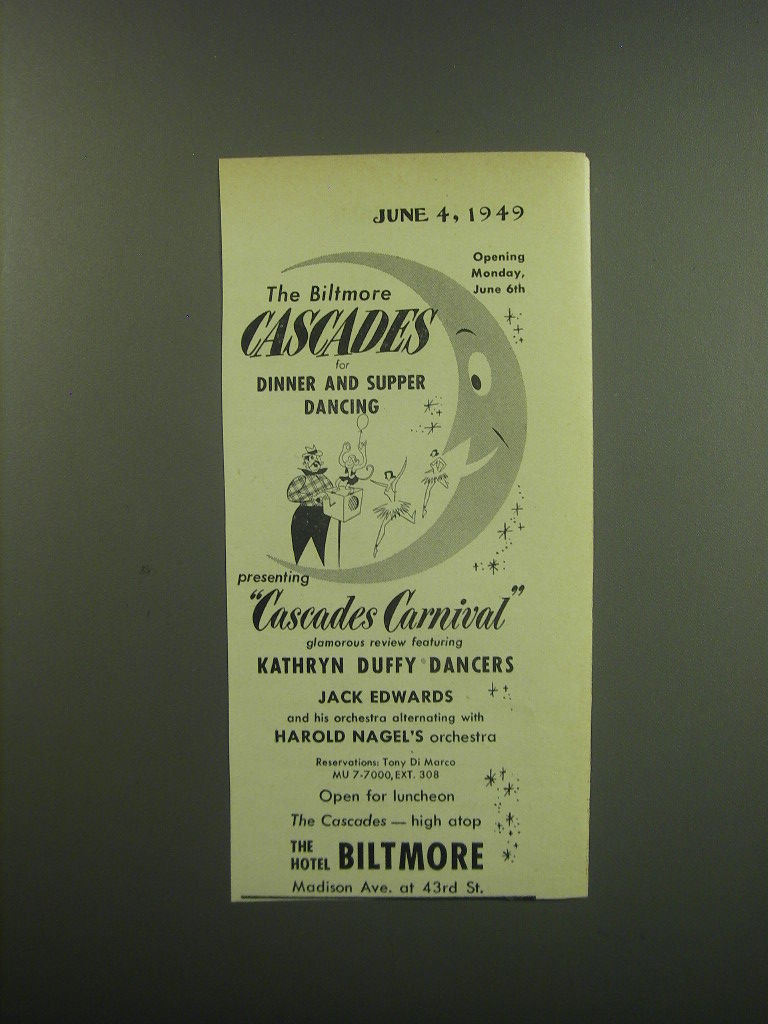 JUNE 4, 1949
Opening
Monday,
June 6th
The Biltmore
CASCADES
for
DINNER AND SUPPER
DANCING
presenting
"Cascades Carnival"
glamorous review featuring
KATHRYN DUFFY DANCERS
JACK EDWARDS
and his orchestra alternating with
HAROLD NAGEL'S orchestra
Reservations: Tony Di Marco
MU 7-7000, EXT. 308
Open for luncheon
The Cascades — high atop
THE
HOTEL BILTMORE
Madison Ave. at 43rd St.